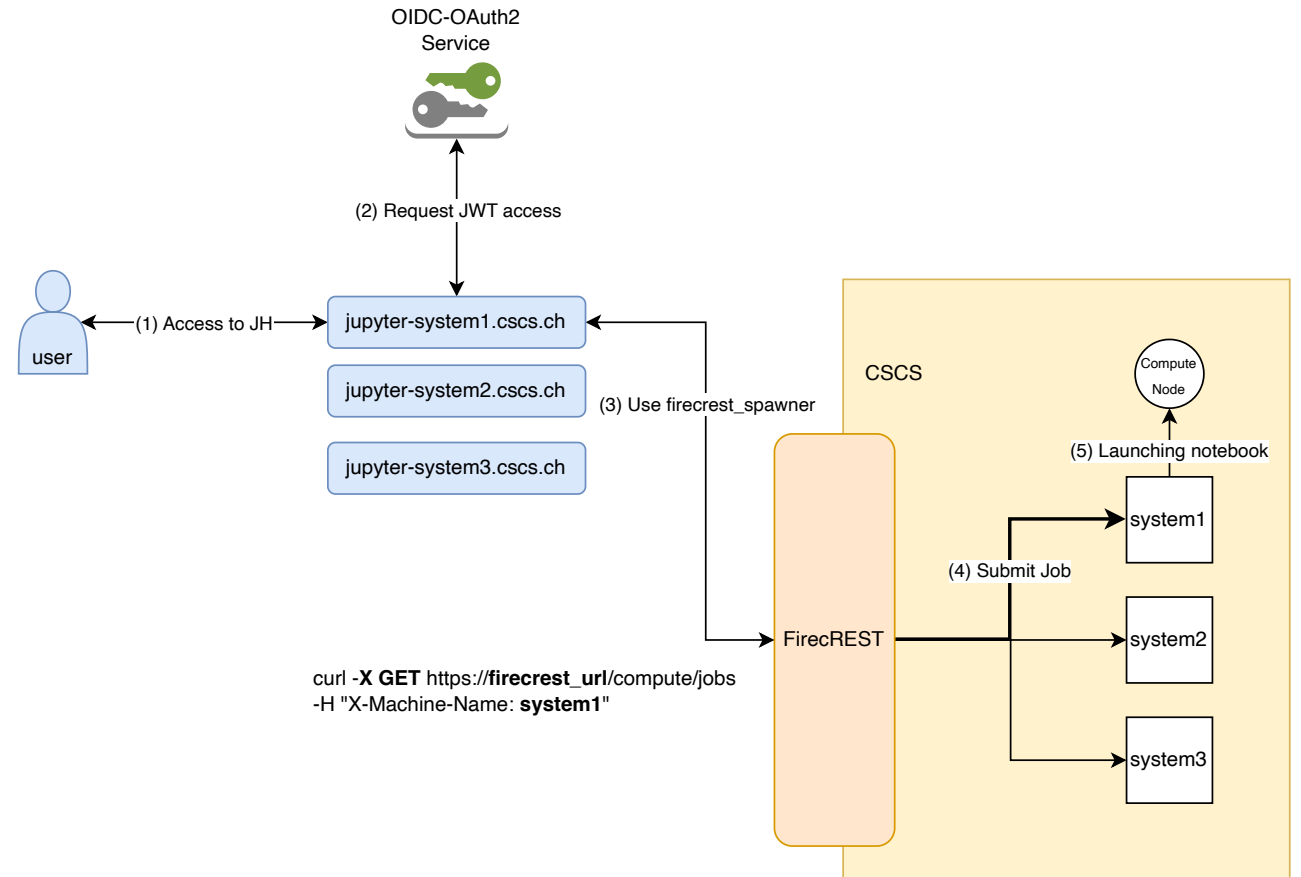 OIDC-OAuth2
Service
(2) Request JWT access
user
(1) Access to JH
jupyter-system1.cscs.ch
jupyter-system2.cscs.ch
jupyter-system3.cscs.ch
(3) Use firecrest_spawner
CSCS
Compute
Node
(5) Launching notebook
system1
(4) Submit Job
FirecREST
system2
system3
curl -X GET https://firecrest_url/compute/jobs
-H "X-Machine-Name: system1"